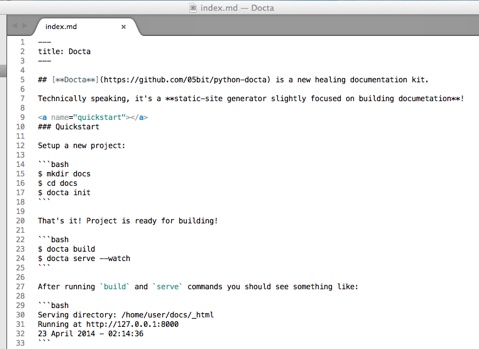 index.md — Docta
index.md ×
1 ---
2 title: Docta
3 ---
4
5 ## [**Docta**](https://github.com/05bit/python-docta) is a new healing documentation kit.
6
7 Technically speaking, it's a **static-site generator slightly focused on building documetation**!
8
9 <a name="quickstart"></a>
10 ### Quickstart
11
12 Setup a new project:
13
14 ```bash
15 $ mkdir docs
16 $ cd docs
17 $ docta init
18 ```
19
20 That's it! Project is ready for building!
21
22 ```bash
23 $ docta build
24 $ docta serve --watch
25 ```
26
27 After running `build` and `serve` commands you should see something like:
28
29 ```bash
30 Serving directory: /home/user/docs/_html
31 Running at http://127.0.0.1:8000
32 23 April 2014 - 02:14:36
33 ```